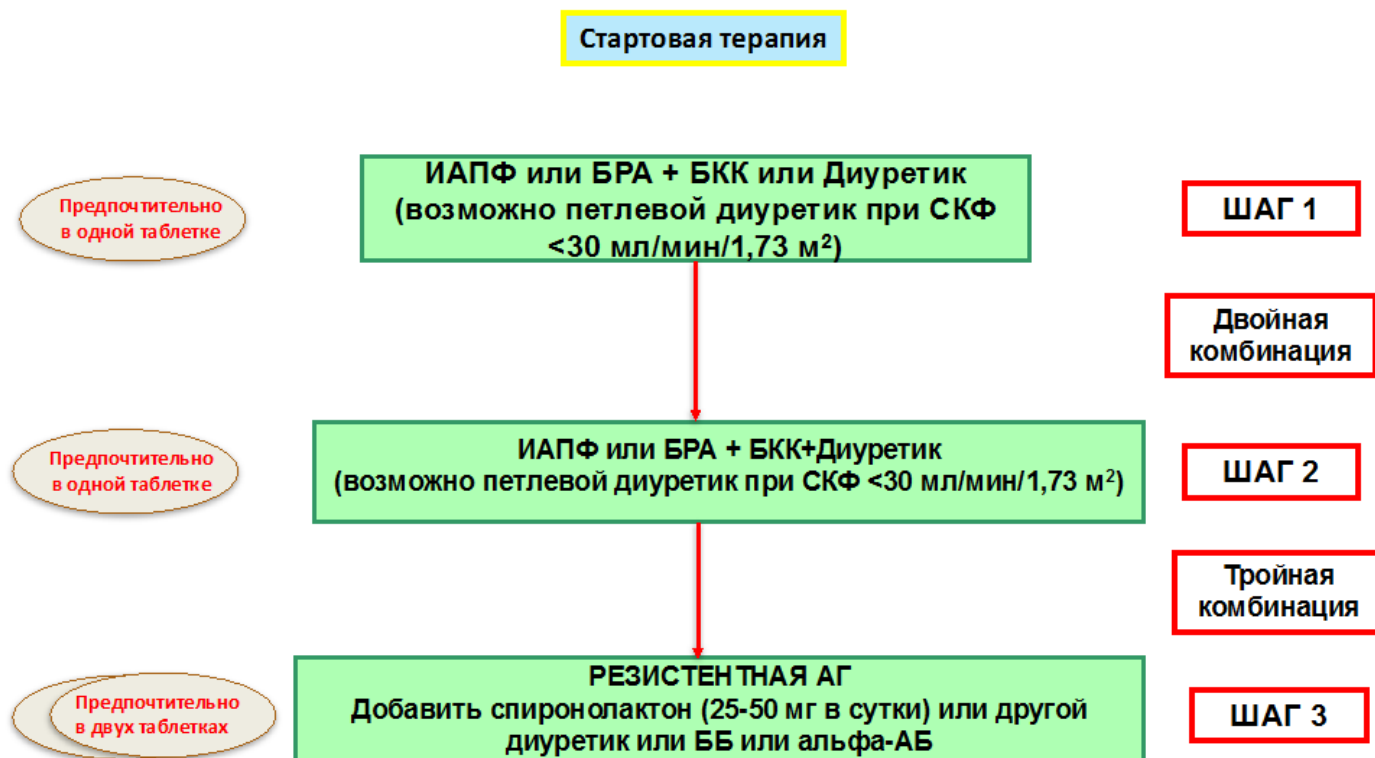 Стартовая терапия
ИАПФ или БРА + БКК или Диуретик
(возможно петлевой диуретик при СКФ
<30 мл/мин/1,73 м²)
Предпочтительно
в одной таблетке
ШАГ 1
Двойная
комбинация
ИАПФ или БРА + БКК+Диуретик
(возможно петлевой диуретик при СКФ <30 мл/мин/1,73 м²)
Предпочтительно
в одной таблетке
ШАГ 2
Тройная
комбинация
РЕЗИСТЕНТНАЯ АГ
Добавить спиронолактон (25-50 мг в сутки) или другой
диуретик или ББ или альфа-АБ
Предпочтительно
в двух таблетках
ШАГ 3